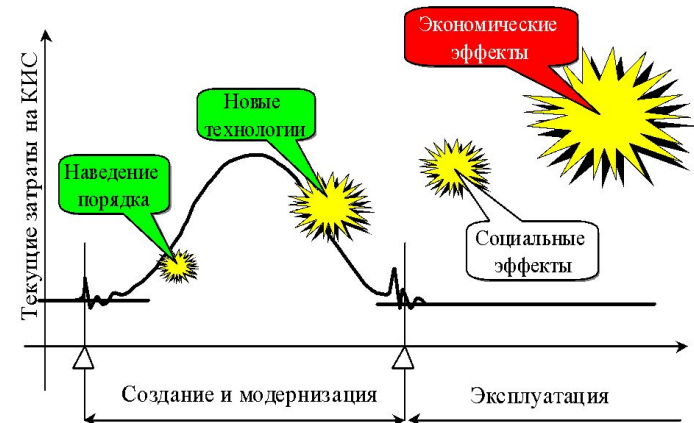 Экономические
эффекты
Новые
технологии
Наведение
порядка
Социальные
эффекты
Текущие затраты на КИС
Создание и модернизация
Эксплуатация